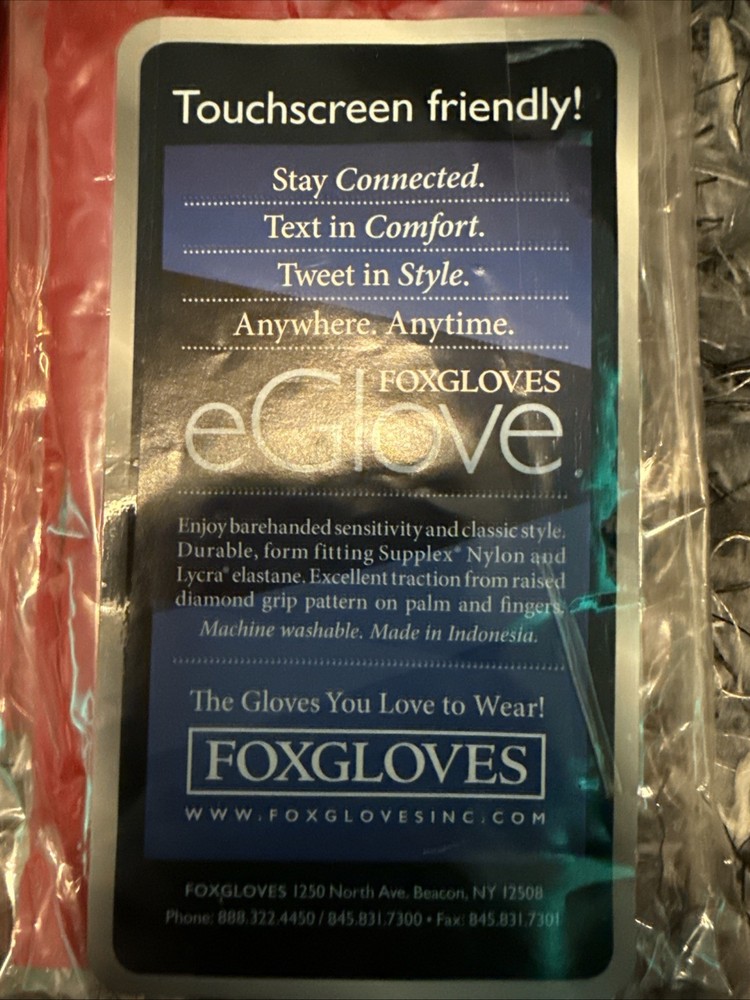 Touchscreen friendly!
Stay Connected.
Text in Comfort.
Tweet in Style.
Anywhere. Anytime.
FOXGLOVES
eGlove
Enjoy barehanded sensitivity and classic style.
Durable, form fitting Supplex® Nylon and
Lycra® elastane. Excellent traction from raised
diamond grip pattern on palm and fingers.
Machine washable. Made in Indonesia.
The Gloves You Love to Wear!
FOXGLOVES
WWW.FOXGLOVESINC.COM
FOXGLOVES 1250 North Ave. Beacon, NY 12508
Phone: 888.322.4450 / 845.831.7300 • Fax: 845.831.7301